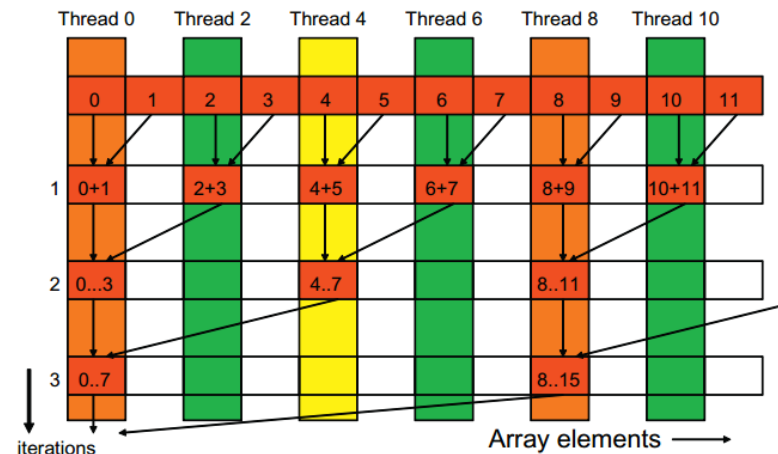 Thread 0 Thread 2 Thread 4 Thread 6 Thread 8 Thread 10
0 1 2 3 4 5 6 7 8 9 10 11
1 0+1 2+3 4+5 6+7 8+9 10+11
2 0...3 4..7 8..11
3 0..7 8..15
iterations
Array elements